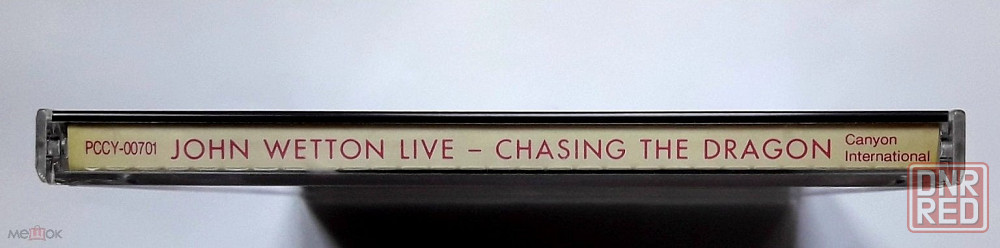 PCCY-00701 JOHN WETTON LIVE – CHASING THE DRAGON Canyon
International
DNR
RED
мешок